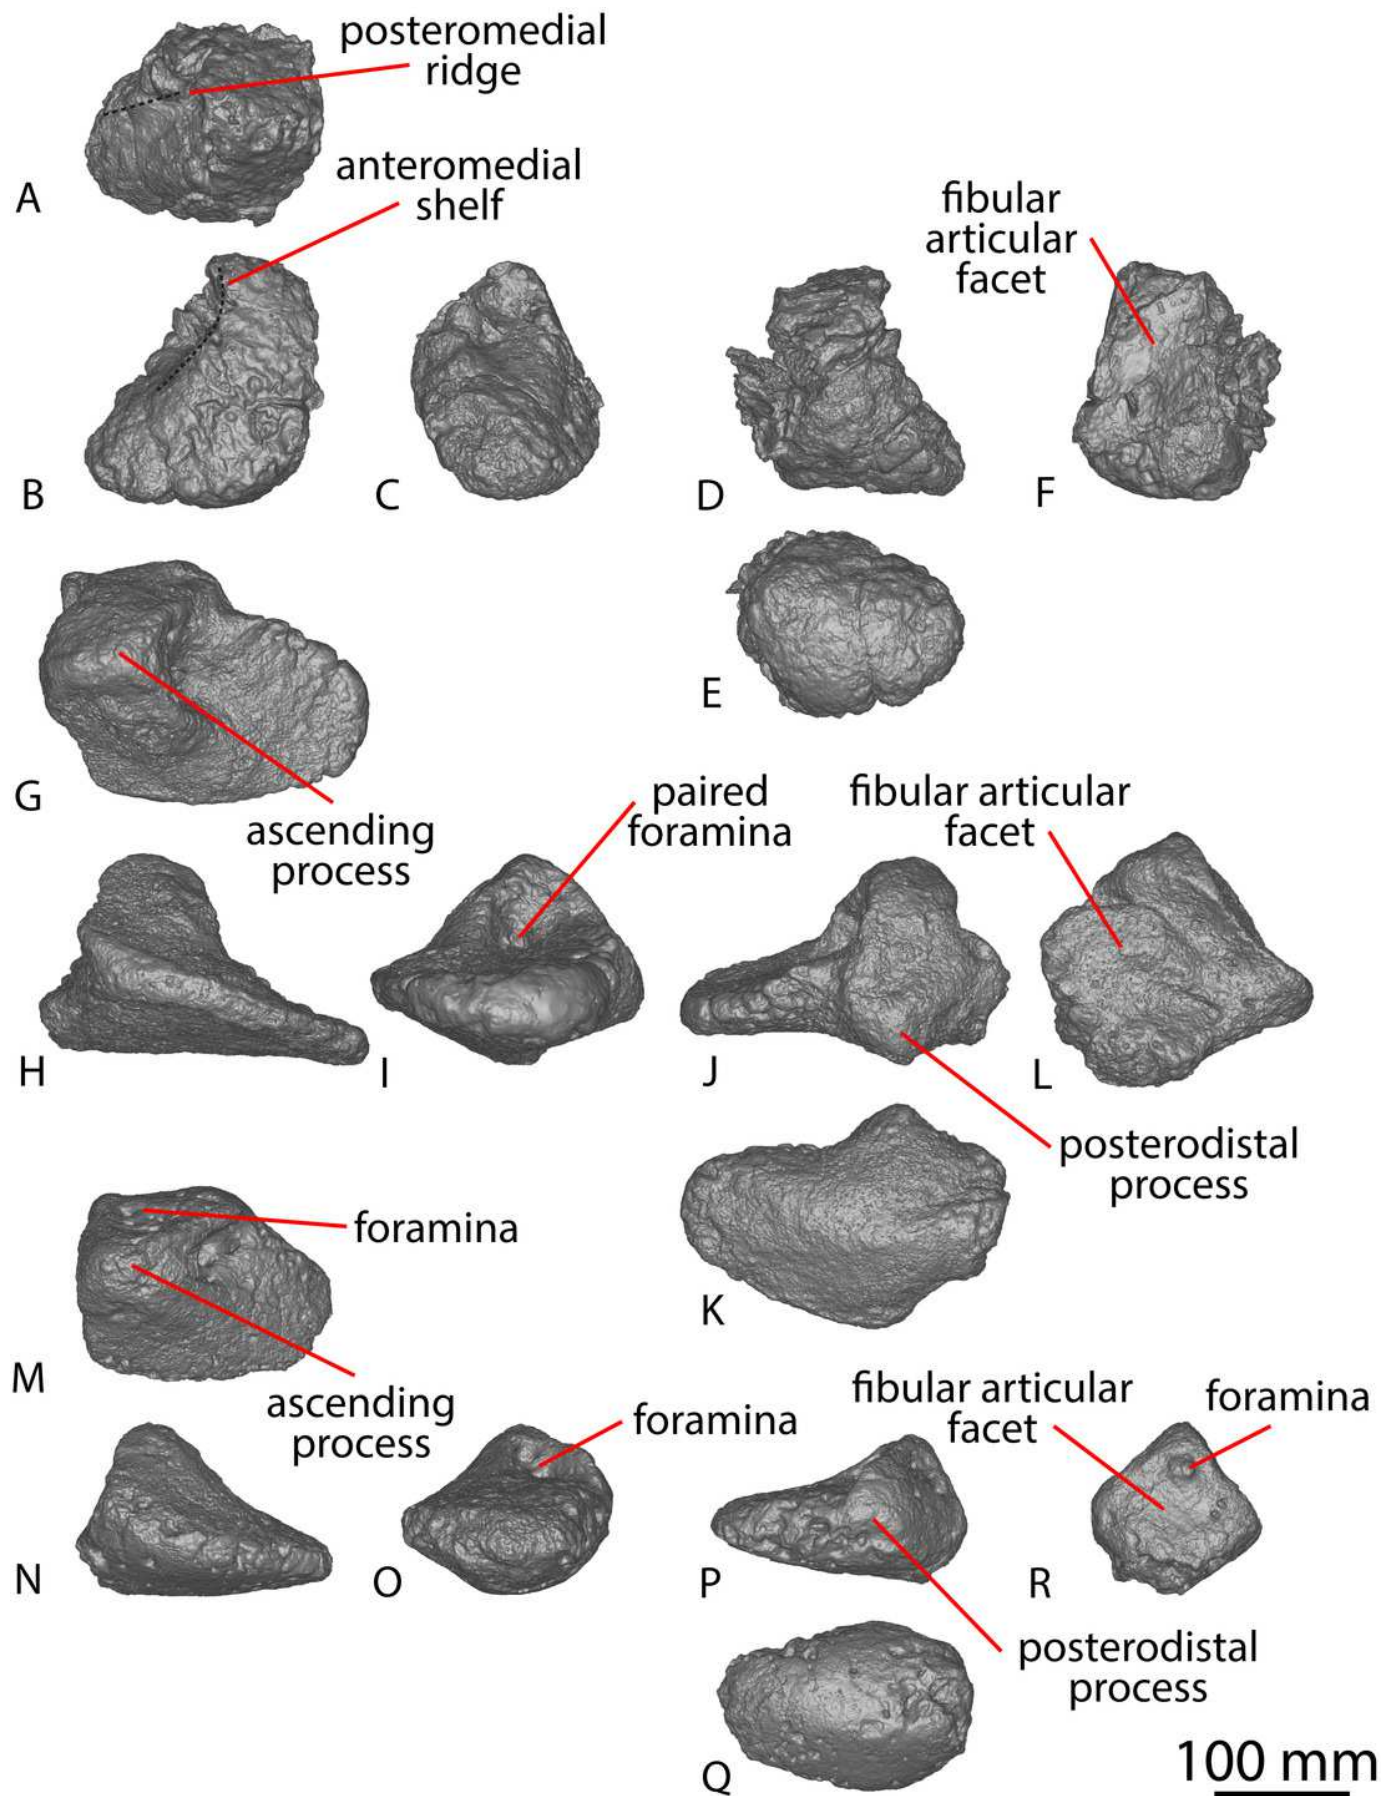 posteromedial
ridge
A
anteromedial
shelf
fibular
articular
facet
B
C
D
F
E
G
ascending
process
paired
foramina
fibular articular
facet
H
I
J
L
posterodistal
process
foramina
K
M
ascending
process
foramina
fibular articular
facet
foramina
N
O
P
R
posterodistal
process
Q
100 mm